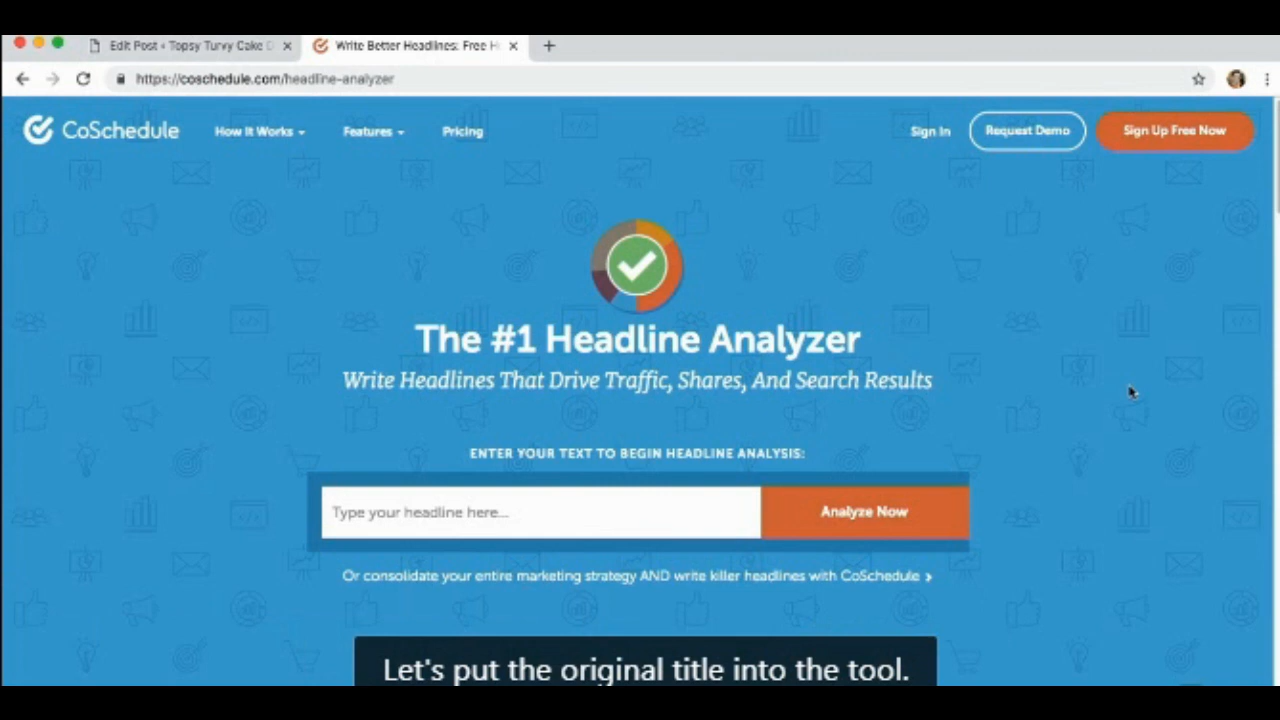 Edit Post ‹ Topsy Turvy Cake D
Write Better Headlines: Free H
https://coschedule.com/headline-analyzer
CoSchedule
How It Works
Features
Pricing
Sign In
Request Demo
Sign Up Free Now
The #1 Headline Analyzer
Write Headlines That Drive Traffic, Shares, And Search Results
ENTER YOUR TEXT TO BEGIN HEADLINE ANALYSIS:
Type your headline here...
Analyze Now
Or consolidate your entire marketing strategy AND write killer headlines with CoSchedule ›
Let's put the original title into the tool.